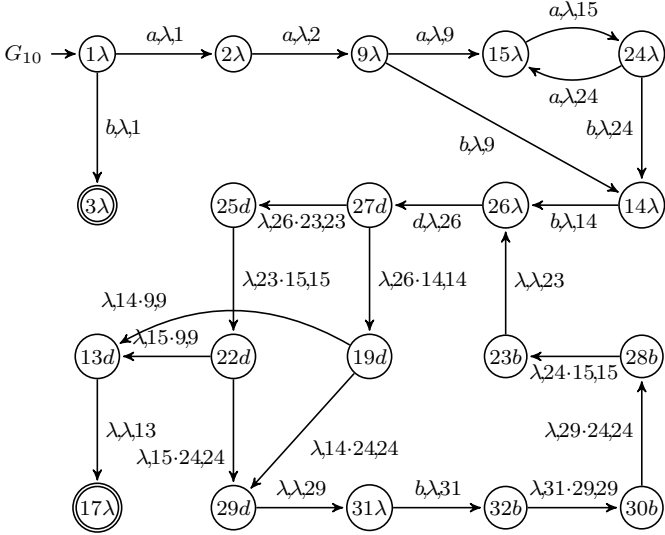 a,λ,15
G10 1λ a,λ,1 2λ a,λ,2 9λ a,λ,9 15λ 24λ
a,λ,24
b,λ,1 b,λ,9 b,λ,24
3λ 25d λ,26·23,23 27d d,λ,26 26λ b,λ,14 14λ
λ,23·15,15 λ,26·14,14 λ,λ,23
λ,14·9,9
λ,15·9,9
13d 22d 19d 23b λ,24·15,15 28b
λ,λ,13 λ,15·24,24 λ,14·24,24 λ,29·24,24
17λ 29d λ,λ,29 31λ b,λ,31 32b λ,31·29,29 30b